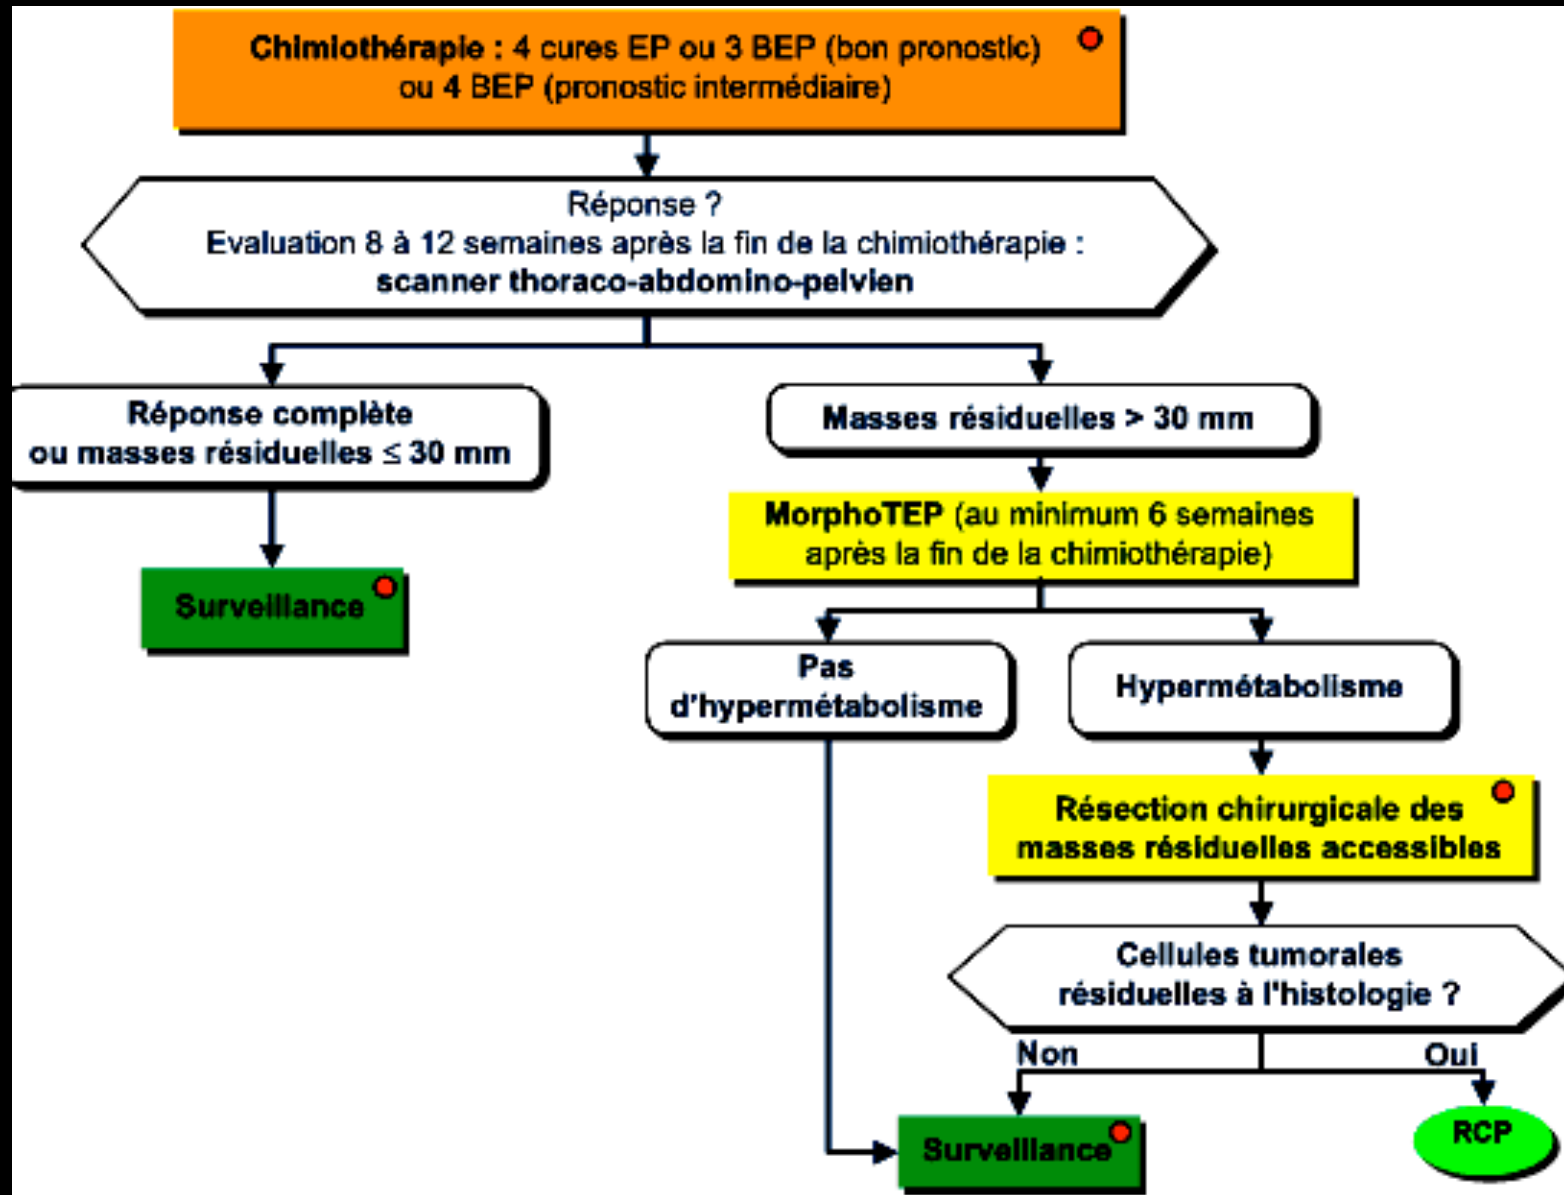 Chimiothérapie : 4 cures EP ou 3 BEP (bon pronostic)
ou 4 BEP (pronostic intermédiaire)
Réponse ?
Evaluation 8 à 12 semaines après la fin de la chimiothérapie :
scanner thoraco-abdomino-pelvien
Réponse complète
ou masses résiduelles ≤ 30 mm
Masses résiduelles > 30 mm
MorphoTEP (au minimum 6 semaines
après la fin de la chimiothérapie)
Surveillance
Pas
d'hypermétabolisme
Hypermétabolisme
Résection chirurgicale des
masses résiduelles accessibles
Cellules tumorales
résiduelles à l'histologie ?
Non
Oui
Surveillance
RCP